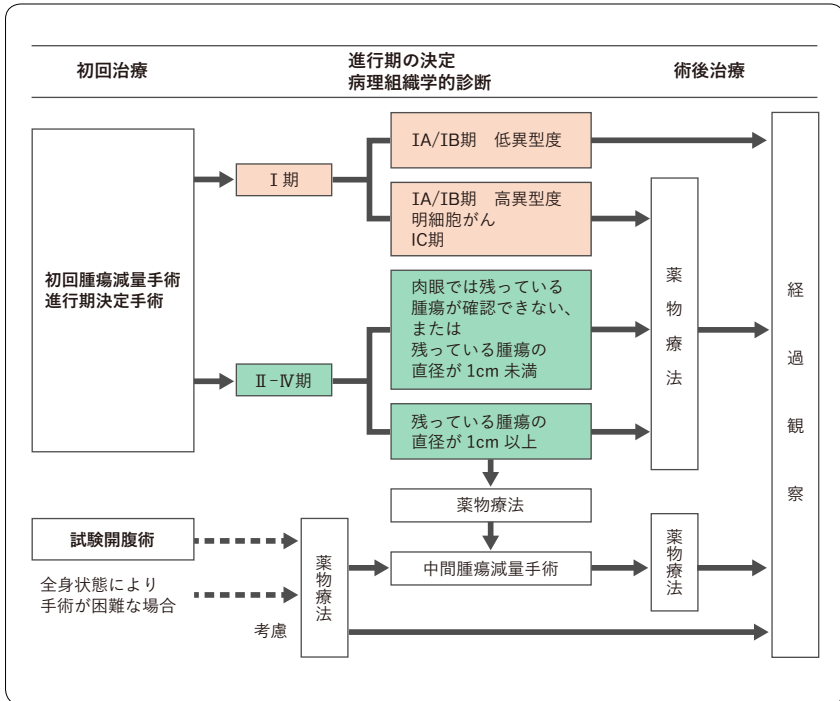 初回治療
進行期の決定
病理組織学的診断
術後治療
初回腫瘍減量手術
進行期決定手術
Ⅰ期
ⅠA/ⅠB期　低異型度
ⅠA/ⅠB期　高異型度
明細胞がん
ⅠC期
Ⅱ-Ⅳ期
肉眼では残っている
腫瘍が確認できない、
または
残っている腫瘍の
直径が 1cm 未満
残っている腫瘍の
直径が 1cm 以上
薬物療法
経過観察
薬物療法
試験開腹術
全身状態により
手術が困難な場合
考慮
薬物療法
中間腫瘍減量手術
薬物療法